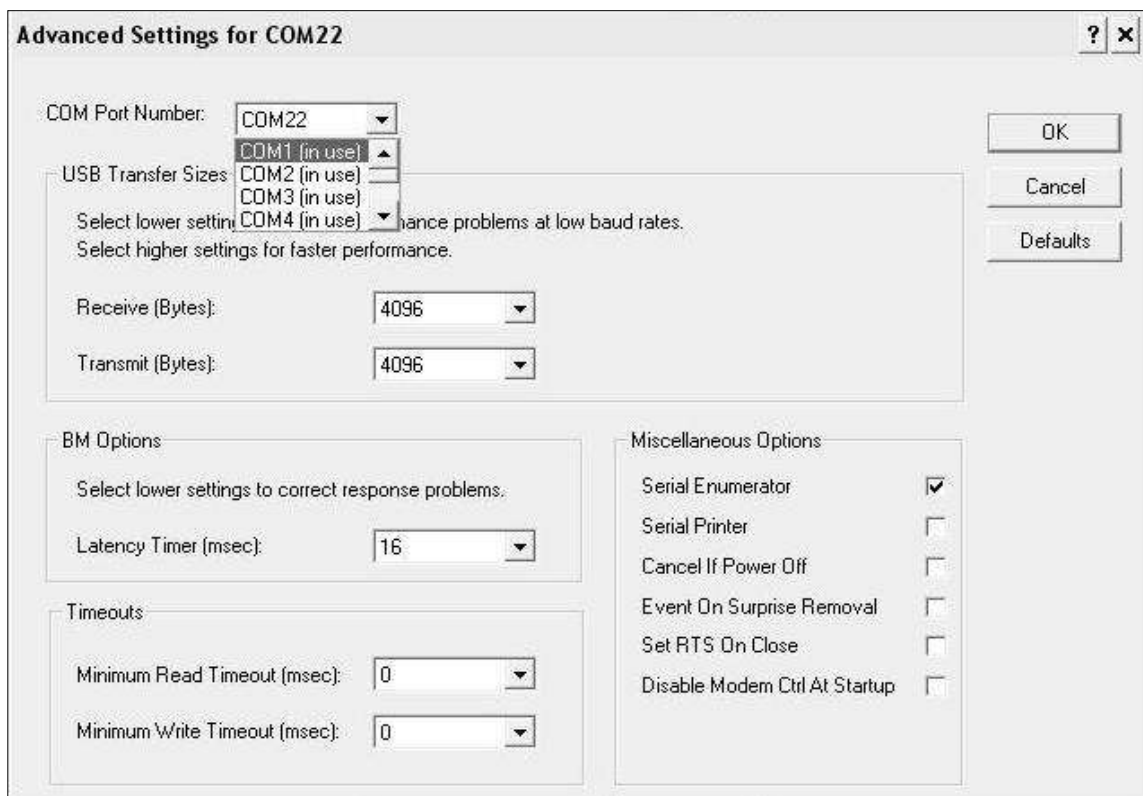 Advanced Settings for COM22
COM Port Number: COM22
COM1 (in use)
COM2 (in use)
COM3 (in use)
COM4 (in use)
OK
Cancel
Defaults
USB Transfer Sizes
Select lower settin ance problems at low baud rates.
Select higher settings for faster performance.
Receive (Bytes): 4096
Transmit (Bytes): 4096
BM Options
Select lower settings to correct response problems.
Latency Timer (msec): 16
Timeouts
Minimum Read Timeout (msec): 0
Minimum Write Timeout (msec): 0
Miscellaneous Options
Serial Enumerator
Serial Printer
Cancel If Power Off
Event On Surprise Removal
Set RTS On Close
Disable Modem Ctrl At Startup